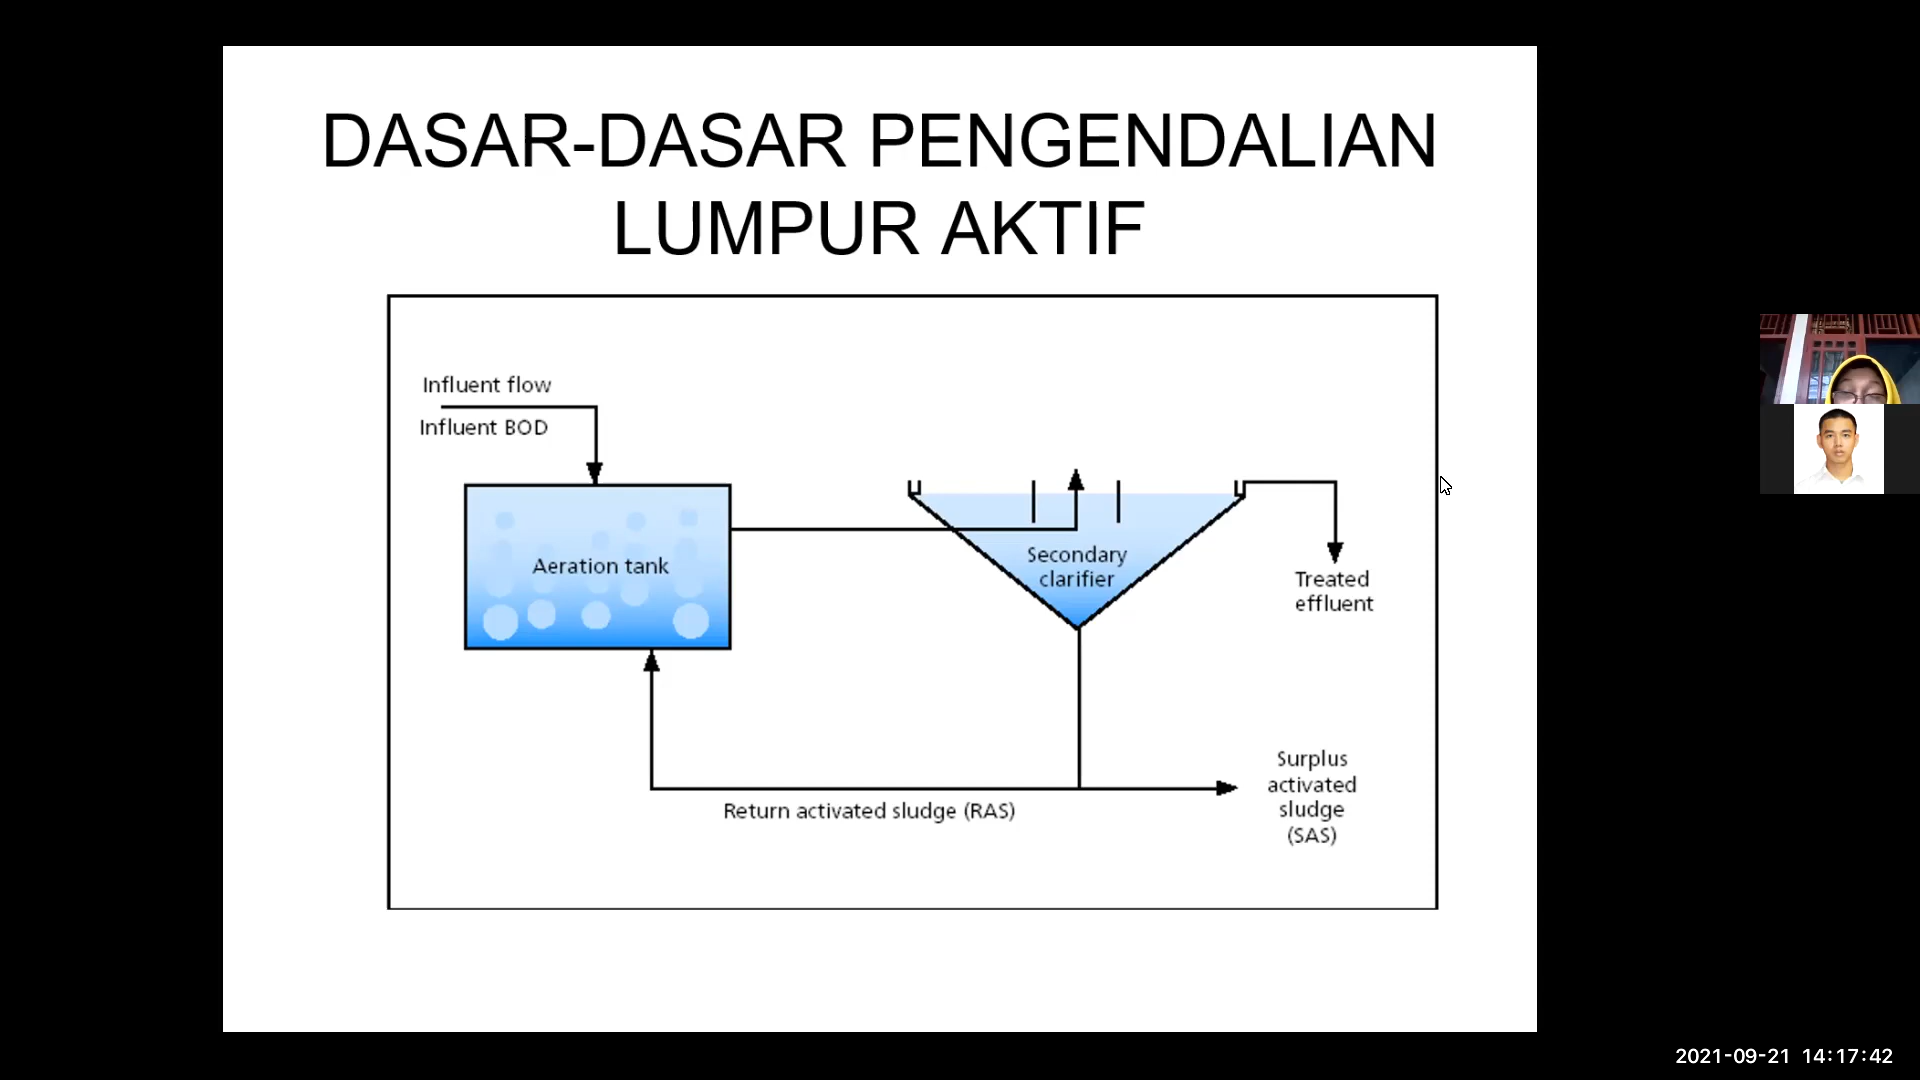 DASAR-DASAR PENGENDALIAN
LUMPUR AKTIF
Influent flow
Influent BOD
Aeration tank
Secondary
clarifier
Treated
effluent
Return activated sludge (RAS)
Surplus
activated
sludge
(SAS)
2021-09-21 14:17:42